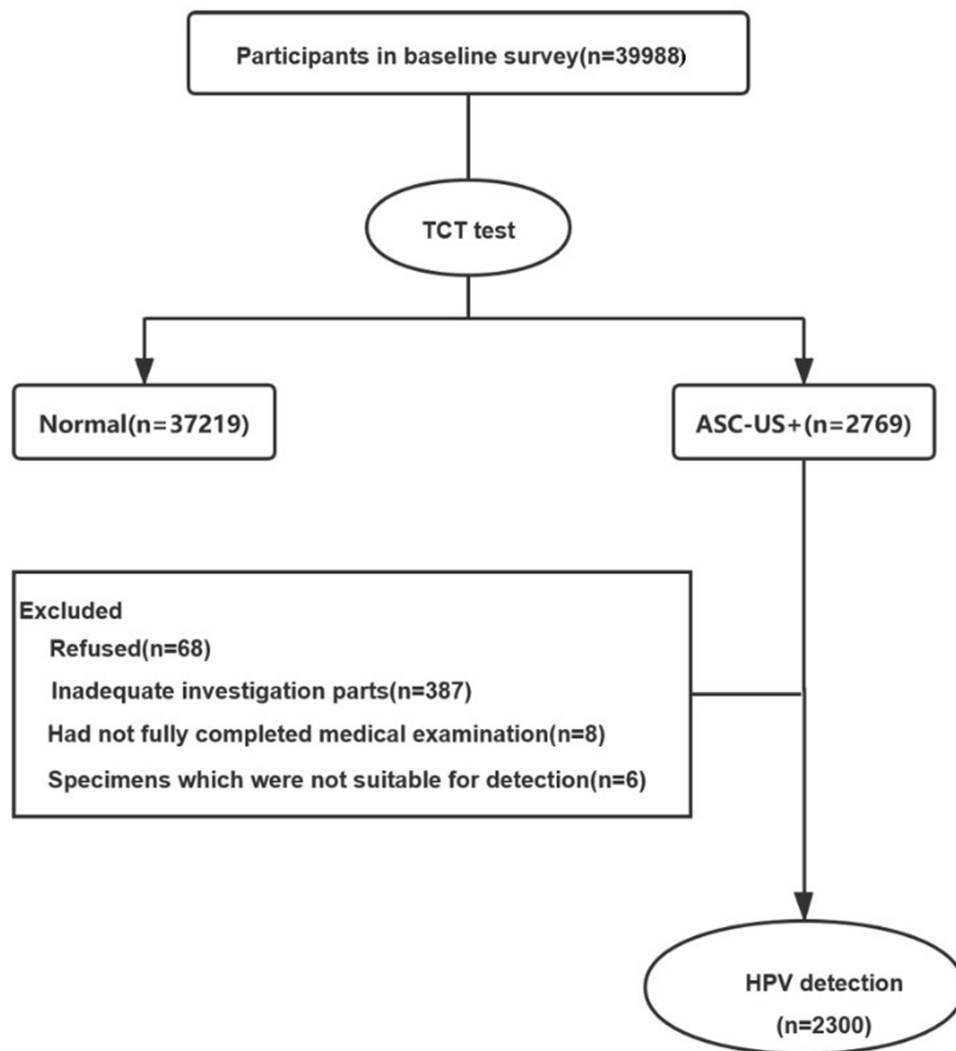 Participants in baseline survey(n=39988)
TCT test
Normal(n=37219)
ASC-US+(n=2769)
Excluded
Refused(n=68)
Inadequate investigation parts(n=387)
Had not fully completed medical examination(n=8)
Specimens which were not suitable for detection(n=6)
HPV detection
(n=2300)